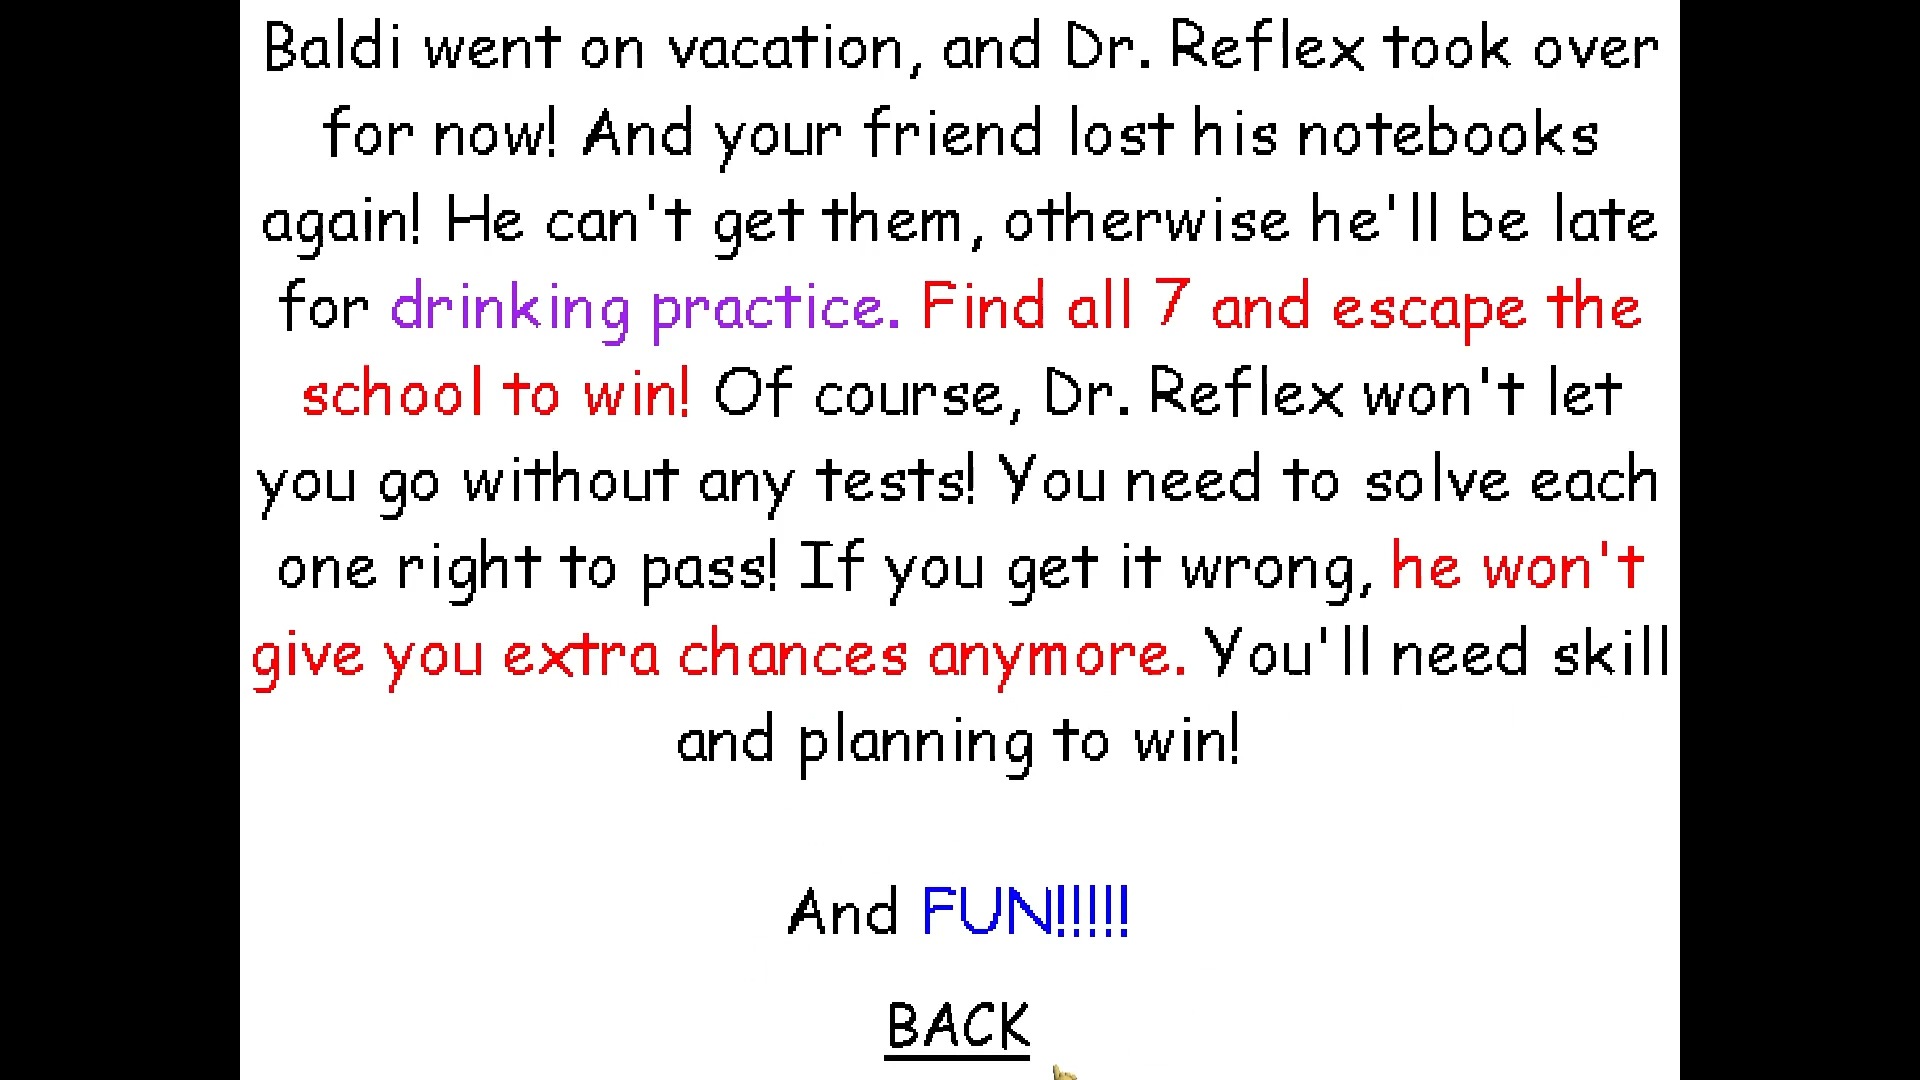 Baldi went on vacation, and Dr. Reflex took over
for now! And your friend lost his notebooks
again! He can't get them, otherwise he'll be late
for drinking practice. Find all 7 and escape the
school to win! Of course, Dr. Reflex won't let
you go without any tests! You need to solve each
one right to pass! If you get it wrong, he won't
give you extra chances anymore. You'll need skill
and planning to win!
And FUN!!!!!
BACK